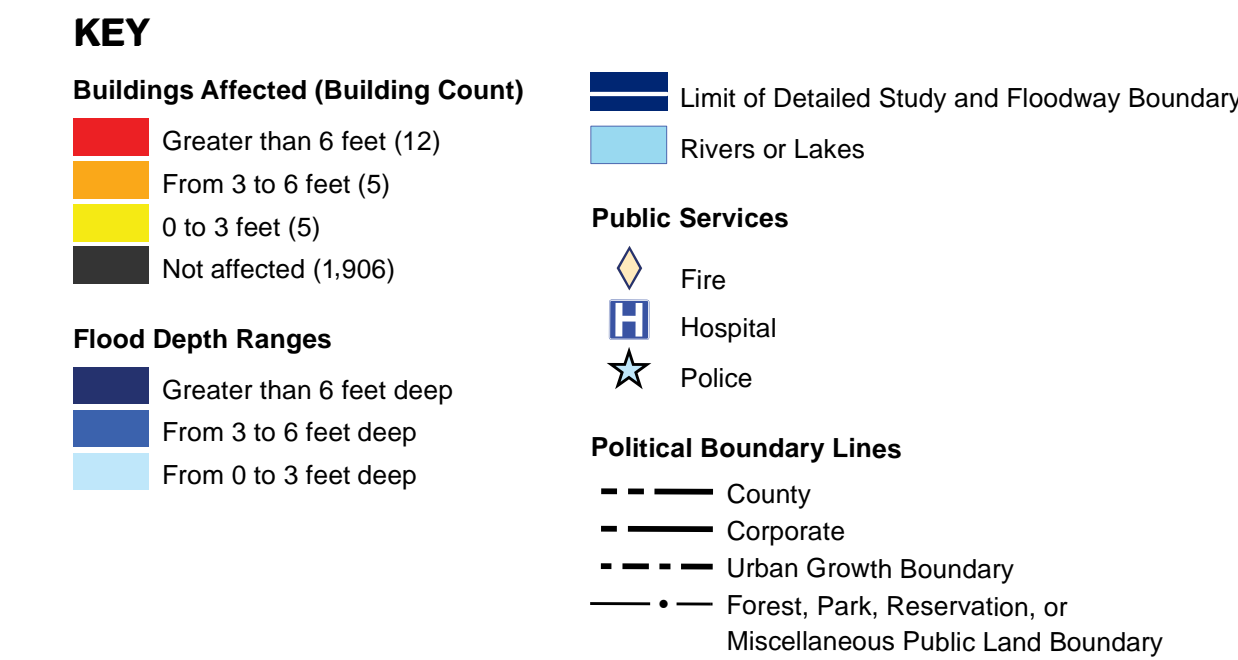 KEY
Buildings Affected (Building Count)
Greater than 6 feet (12)
From 3 to 6 feet (5)
0 to 3 feet (5)
Not affected (1,906)
Flood Depth Ranges
Greater than 6 feet deep
From 3 to 6 feet deep
From 0 to 3 feet deep
Limit of Detailed Study and Floodway Boundary
Rivers or Lakes
Public Services
Fire
H
Hospital
Police
Political Boundary Lines
County
Corporate
Urban Growth Boundary
Forest, Park, Reservation, or
Miscellaneous Public Land Boundary